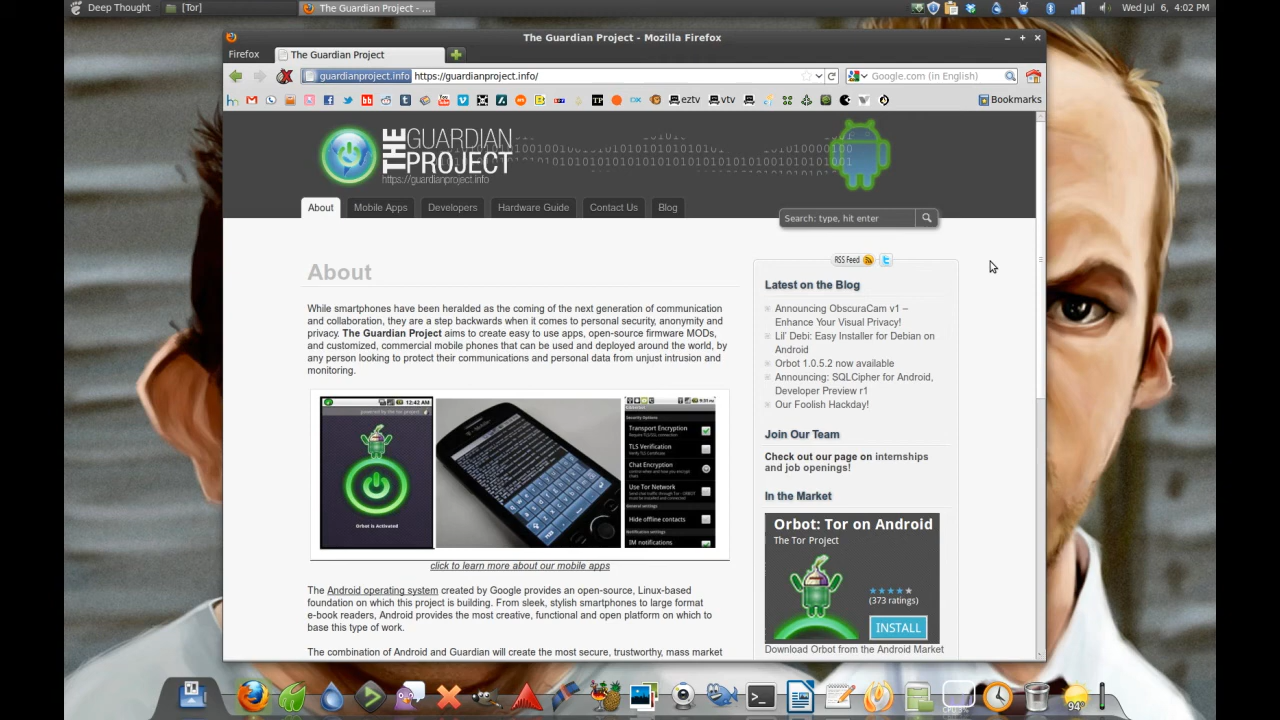 Deep Thought
[Tor]
The Guardian Project - ...
Wed Jul 6, 4:02 PM
The Guardian Project - Mozilla Firefox
Firefox
The Guardian Project
guardianproject.info
https://guardianproject.info/
Google.com (in English)
eztv
vtv
Bookmarks
THE GUARDIAN PROJECT
https://guardianproject.info
About
Mobile Apps
Developers
Hardware Guide
Contact Us
Blog
Search: type, hit enter
About
While smartphones have been heralded as the coming of the next generation of communication
and collaboration, they are a step backwards when it comes to personal security, anonymity and
privacy. The Guardian Project aims to create easy to use apps, open-source firmware MODs,
and customized, commercial mobile phones that can be used and deployed around the world, by
any person looking to protect their communications and personal data from unjust intrusion and
monitoring.
12:42 AM
powered by the tor project
Orbot is Activated
Security Options
Transport Encryption
TLS Verification
Chat Encryption
Use Tor Network
General settings
Hide offline contacts
Notification settings
IM notifications
click to learn more about our mobile apps
The Android operating system created by Google provides an open-source, Linux-based
foundation on which this project is building. From sleek, stylish smartphones to large format
e-book readers, Android provides the most creative, functional and open platform on which to
base this type of work.
The combination of Android and Guardian will create the most secure, trustworthy, mass market
RSS Feed
Latest on the Blog
Announcing ObscuraCam v1 –
Enhance Your Visual Privacy!
Lil' Debi: Easy Installer for Debian on
Android
Orbot 1.0.5.2 now available
Announcing: SQLCipher for Android,
Developer Preview r1
Our Foolish Hackday!
Join Our Team
Check out our page on internships
and job openings!
In the Market
Orbot: Tor on Android
The Tor Project
(373 ratings)
INSTALL
Download Orbot from the Android Market
94°